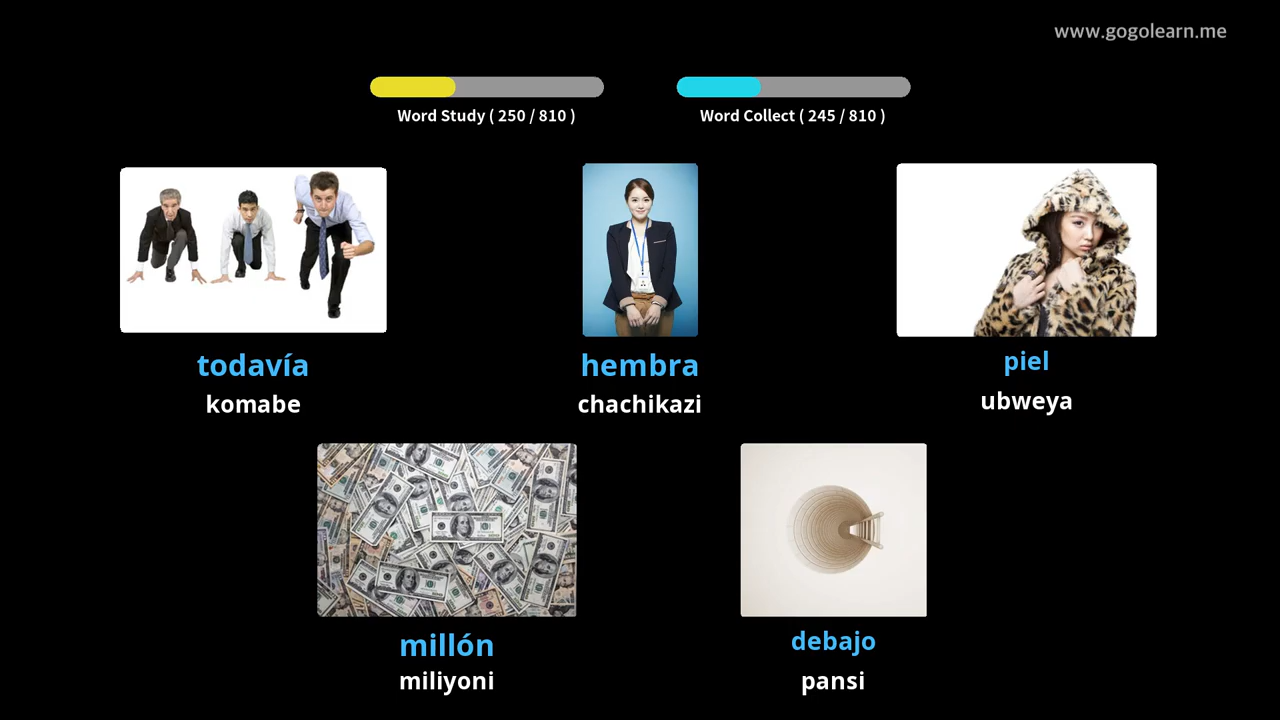 www.gogolearn.me
Word Study ( 250 / 810 )
Word Collect ( 245 / 810 )
todavía
komabe
hembra
chachikazi
piel
ubweya
millón
miliyoni
debajo
pansi